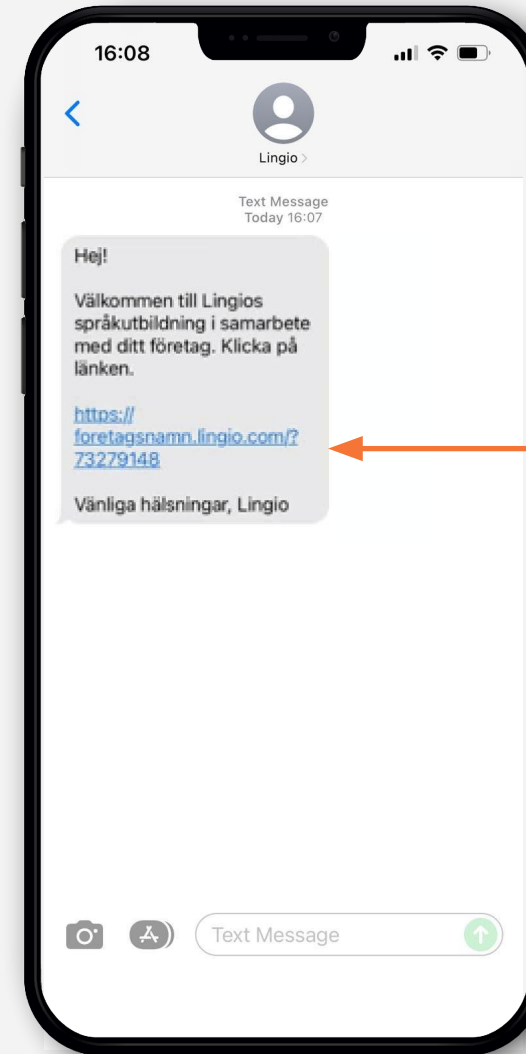 16:08
Lingio >
Text Message
Today 16:07
Hej!
Välkommen till Lingios
språkutbildning i samarbete
med ditt företag. Klicka på
länken.
https://
foretagsnamn.lingio.com/?
73279148
Vänliga hälsningar, Lingio
Text Message